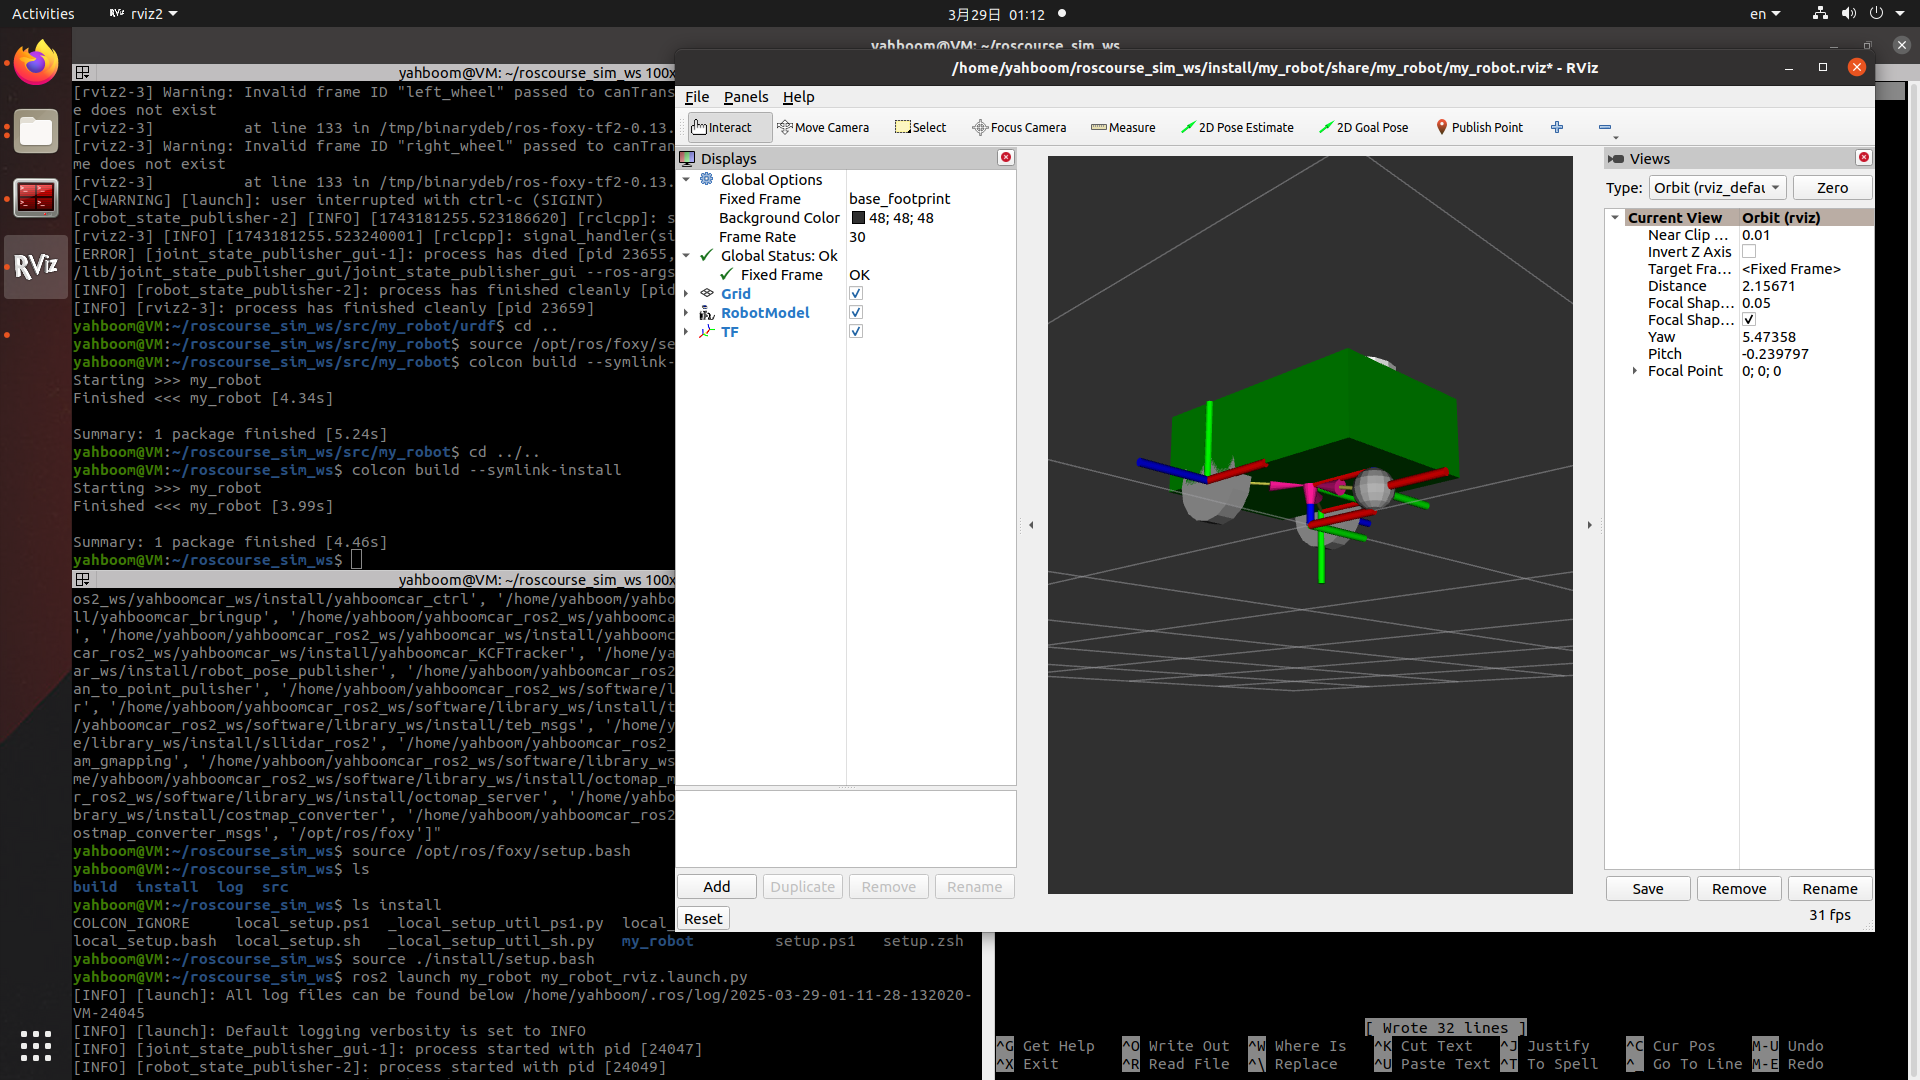 Activities
rviz2
3月29日 01:12
en
yahboom@VM: ~/roscourse_sim_ws
yahboom@VM: ~/roscourse_sim_ws 100x
[rviz2-3] Warning: Invalid frame ID "left_wheel" passed to canTrans
e does not exist
[rviz2-3]          at line 133 in /tmp/binarydeb/ros-foxy-tf2-0.13.
[rviz2-3] Warning: Invalid frame ID "right_wheel" passed to canTran
me does not exist
[rviz2-3]          at line 133 in /tmp/binarydeb/ros-foxy-tf2-0.13.
^C[WARNING] [launch]: user interrupted with ctrl-c (SIGINT)
[robot_state_publisher-2] [INFO] [1743181255.523186620] [rclcpp]: s
[rviz2-3] [INFO] [1743181255.523240001] [rclcpp]: signal_handler(si
[ERROR] [joint_state_publisher_gui-1]: process has died [pid 23655,
/lib/joint_state_publisher_gui/joint_state_publisher_gui --ros-args
[INFO] [robot_state_publisher-2]: process has finished cleanly [pid
[INFO] [rviz2-3]: process has finished cleanly [pid 23659]
yahboom@VM:~/roscourse_sim_ws/src/my_robot/urdf$ cd ..
yahboom@VM:~/roscourse_sim_ws/src/my_robot$ source /opt/ros/foxy/se
yahboom@VM:~/roscourse_sim_ws/src/my_robot$ colcon build --symlink-
Starting >>> my_robot
Finished <<< my_robot [4.34s]
Summary: 1 package finished [5.24s]
yahboom@VM:~/roscourse_sim_ws/src/my_robot$ cd ../..
yahboom@VM:~/roscourse_sim_ws$ colcon build --symlink-install
Starting >>> my_robot
Finished <<< my_robot [3.99s]
Summary: 1 package finished [4.46s]
yahboom@VM:~/roscourse_sim_ws$
yahboom@VM: ~/roscourse_sim_ws 100x
os2_ws/yahboomcar_ws/install/yahboomcar_ctrl', '/home/yahboom/yahbo
ll/yahboomcar_bringup', '/home/yahboom/yahboomcar_ros2_ws/yahboomca
', '/home/yahboom/yahboomcar_ros2_ws/yahboomcar_ws/install/yahboomc
car_ros2_ws/yahboomcar_ws/install/yahboomcar_KCFTracker', '/home/ya
ar_ws/install/robot_pose_publisher', '/home/yahboom/yahboomcar_ros2
an_to_point_pulisher', '/home/yahboom/yahboomcar_ros2_ws/software/l
r', '/home/yahboom/yahboomcar_ros2_ws/software/library_ws/install/t
/yahboomcar_ros2_ws/software/library_ws/install/teb_msgs', '/home/y
e/library_ws/install/sllidar_ros2', '/home/yahboom/yahboomcar_ros2_
am_gmapping', '/home/yahboom/yahboomcar_ros2_ws/software/library_ws
me/yahboom/yahboomcar_ros2_ws/software/library_ws/install/octomap_m
r_ros2_ws/software/library_ws/install/octomap_server', '/home/yahbo
brary_ws/install/costmap_converter', '/home/yahboom/yahboomcar_ros2
ostmap_converter_msgs', '/opt/ros/foxy']"
yahboom@VM:~/roscourse_sim_ws$ source /opt/ros/foxy/setup.bash
yahboom@VM:~/roscourse_sim_ws$ ls
build  install  log  src
yahboom@VM:~/roscourse_sim_ws$ ls install
COLCON_IGNORE     local_setup.ps1  _local_setup_util_ps1.py  local_
local_setup.bash  local_setup.sh   _local_setup_util_sh.py   my_robot         setup.ps1   setup.zsh
yahboom@VM:~/roscourse_sim_ws$ source ./install/setup.bash
yahboom@VM:~/roscourse_sim_ws$ ros2 launch my_robot my_robot_rviz.launch.py
[INFO] [launch]: All log files can be found below /home/yahboom/.ros/log/2025-03-29-01-11-28-132020-
VM-24045
[INFO] [launch]: Default logging verbosity is set to INFO
[INFO] [joint_state_publisher_gui-1]: process started with pid [24047]
[INFO] [robot_state_publisher-2]: process started with pid [24049]
/home/yahboom/roscourse_sim_ws/install/my_robot/share/my_robot/my_robot.rviz* - RViz
File Panels Help
Interact Move Camera Select Focus Camera Measure 2D Pose Estimate 2D Goal Pose Publish Point
Displays
Global Options
Fixed Frame base_footprint
Background Color 48; 48; 48
Frame Rate 30
Global Status: Ok
Fixed Frame OK
Grid
RobotModel
TF
Add Duplicate Remove Rename
Reset
Views
Type: Orbit (rviz_defau Zero
Current View Orbit (rviz)
Near Clip ... 0.01
Invert Z Axis
Target Fra... <Fixed Frame>
Distance 2.15671
Focal Shap... 0.05
Focal Shap...
Yaw 5.47358
Pitch -0.239797
Focal Point 0; 0; 0
Save Remove Rename
31 fps
RViz
[ Wrote 32 lines ]
^G Get Help ^O Write Out ^W Where Is ^K Cut Text ^J Justify ^C Cur Pos M-U Undo
^X Exit ^R Read File ^\ Replace ^U Paste Text ^T To Spell ^_ Go To Line M-E Redo